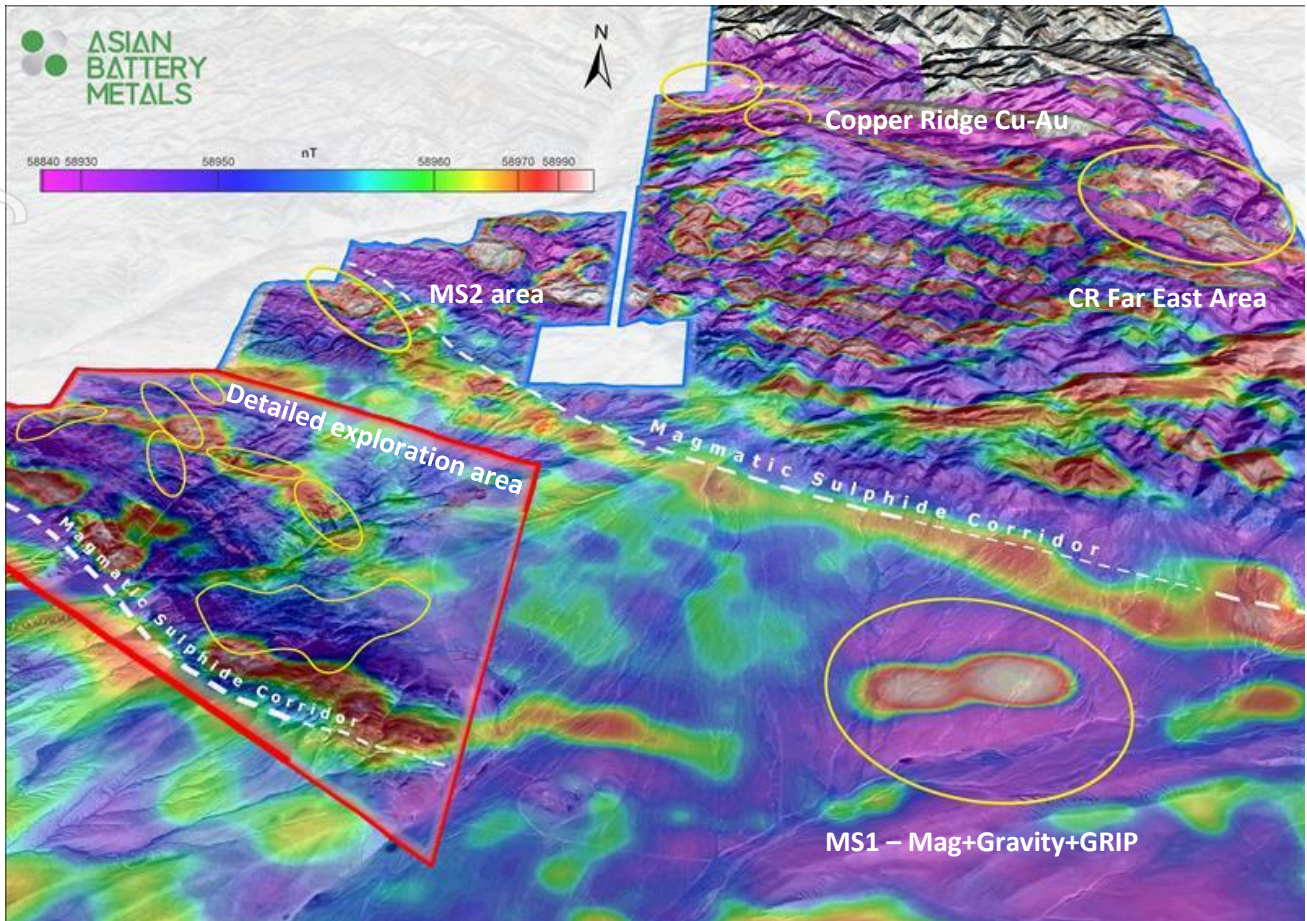 ASIAN
BATTERY
METALS
N
nT
58840 58930 58950 58960 58970 58990
Copper Ridge Cu-Au
MS2 area
CR Far East Area
Detailed exploration area
Magmatic Sulphide Corridor
Magmatic Sulphide Corridor
MS1 – Mag+Gravity+GRIP